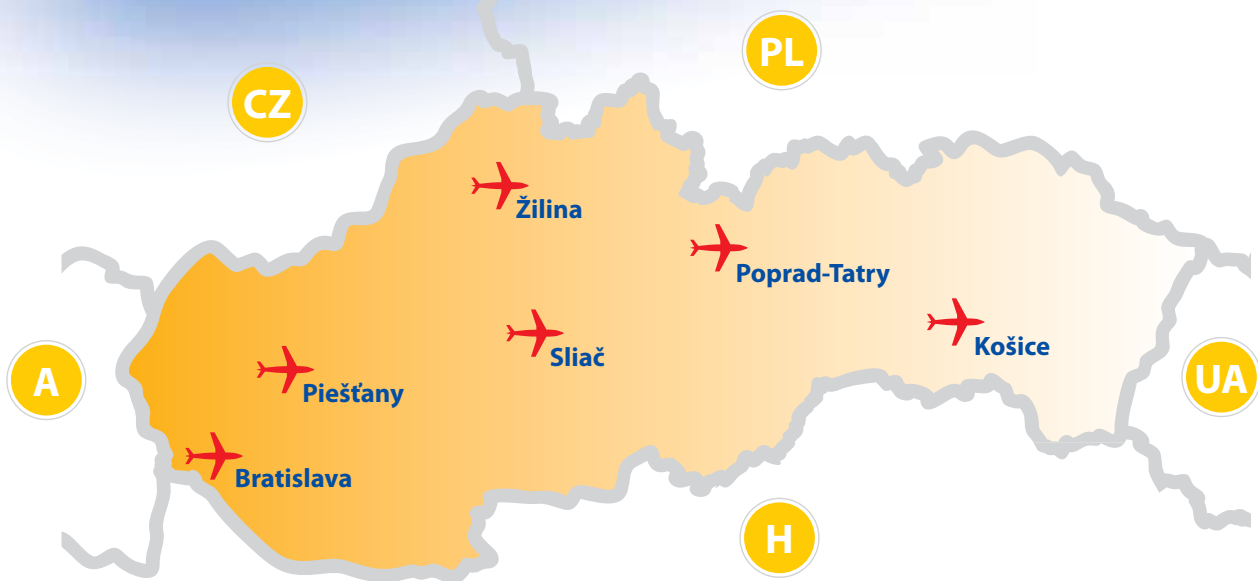 PL
CZ
Žilina
Poprad-Tatry
Košice
Sliač
A
UA
Piešťany
Bratislava
H